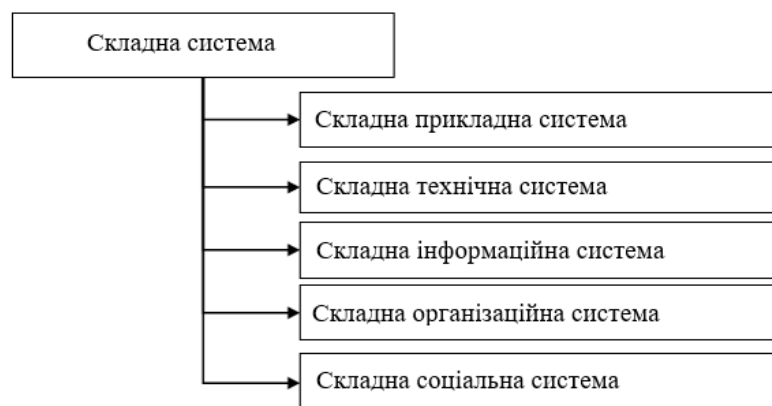 Складна система
Складна прикладна система
Складна технічна система
Складна інформаційна система
Складна організаційна система
Складна соціальна система